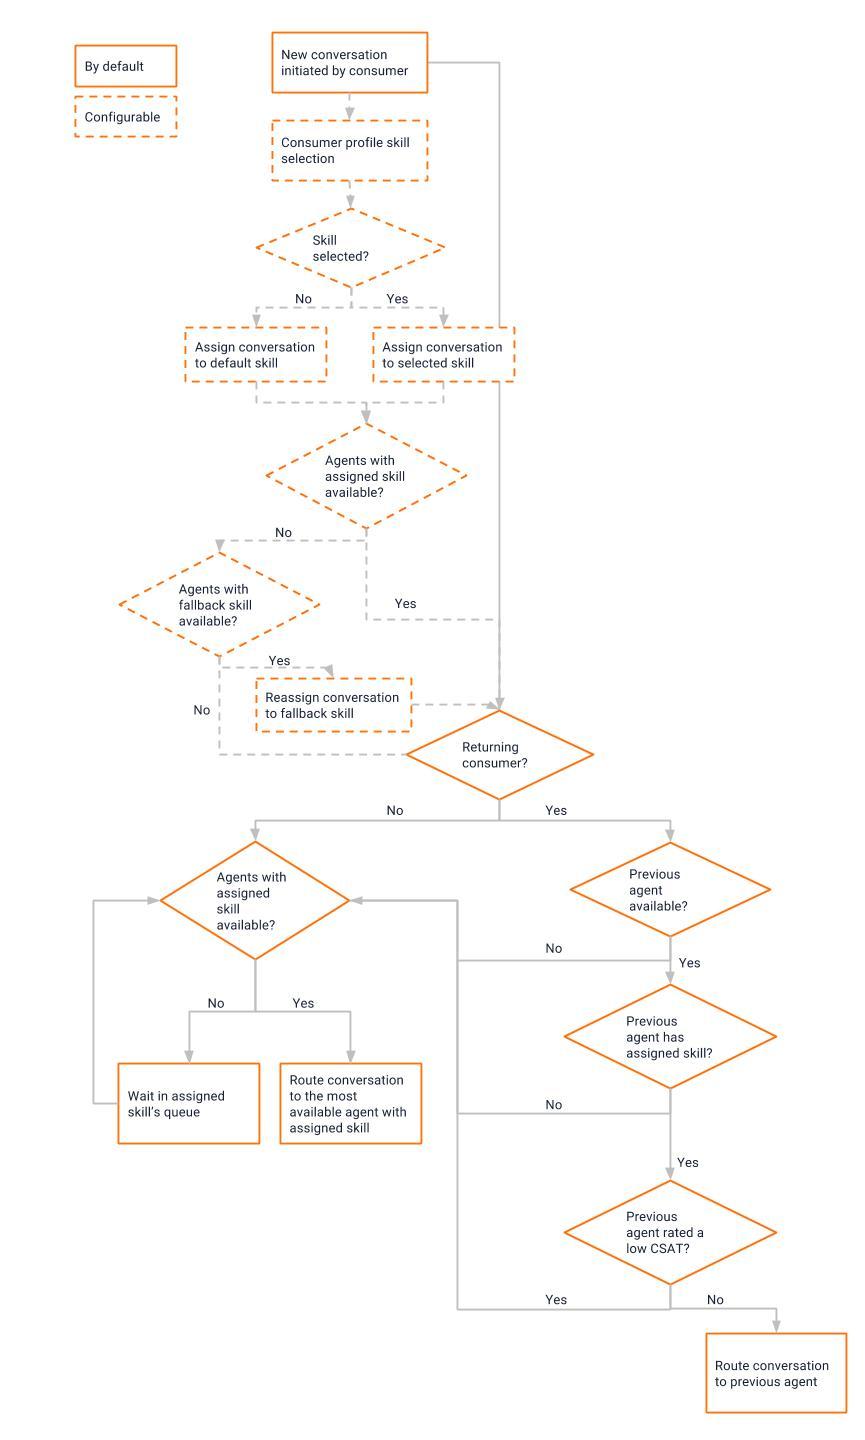 By default
Configurable
New conversation
initiated by consumer
Consumer profile skill
selection
Skill
selected?
No
Yes
Assign conversation
to default skill
Assign conversation
to selected skill
Agents with
assigned skill
available?
No
Agents with
fallback skill
available?
Yes
Yes
No
Reassign conversation
to fallback skill
Returning
consumer?
No
Yes
Agents with
assigned
skill
available?
Previous
agent
available?
No
Yes
No
Yes
Previous
agent has
assigned skill?
Wait in assigned
skill's queue
Route conversation
to the most
available agent with
assigned skill
No
Yes
Previous
agent rated a
low CSAT?
Yes
No
Route conversation
to previous agent